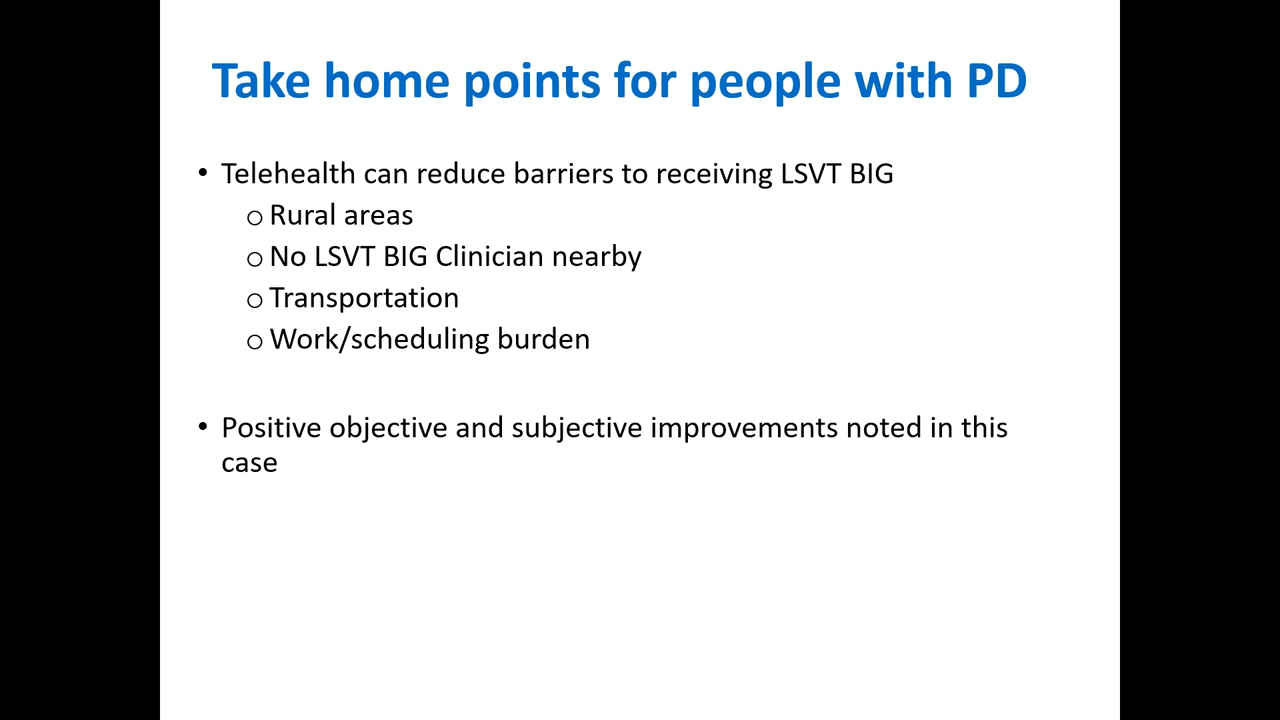 Take home points for people with PD
• Telehealth can reduce barriers to receiving LSVT BIG
o Rural areas
o No LSVT BIG Clinician nearby
o Transportation
o Work/scheduling burden
• Positive objective and subjective improvements noted in this
case